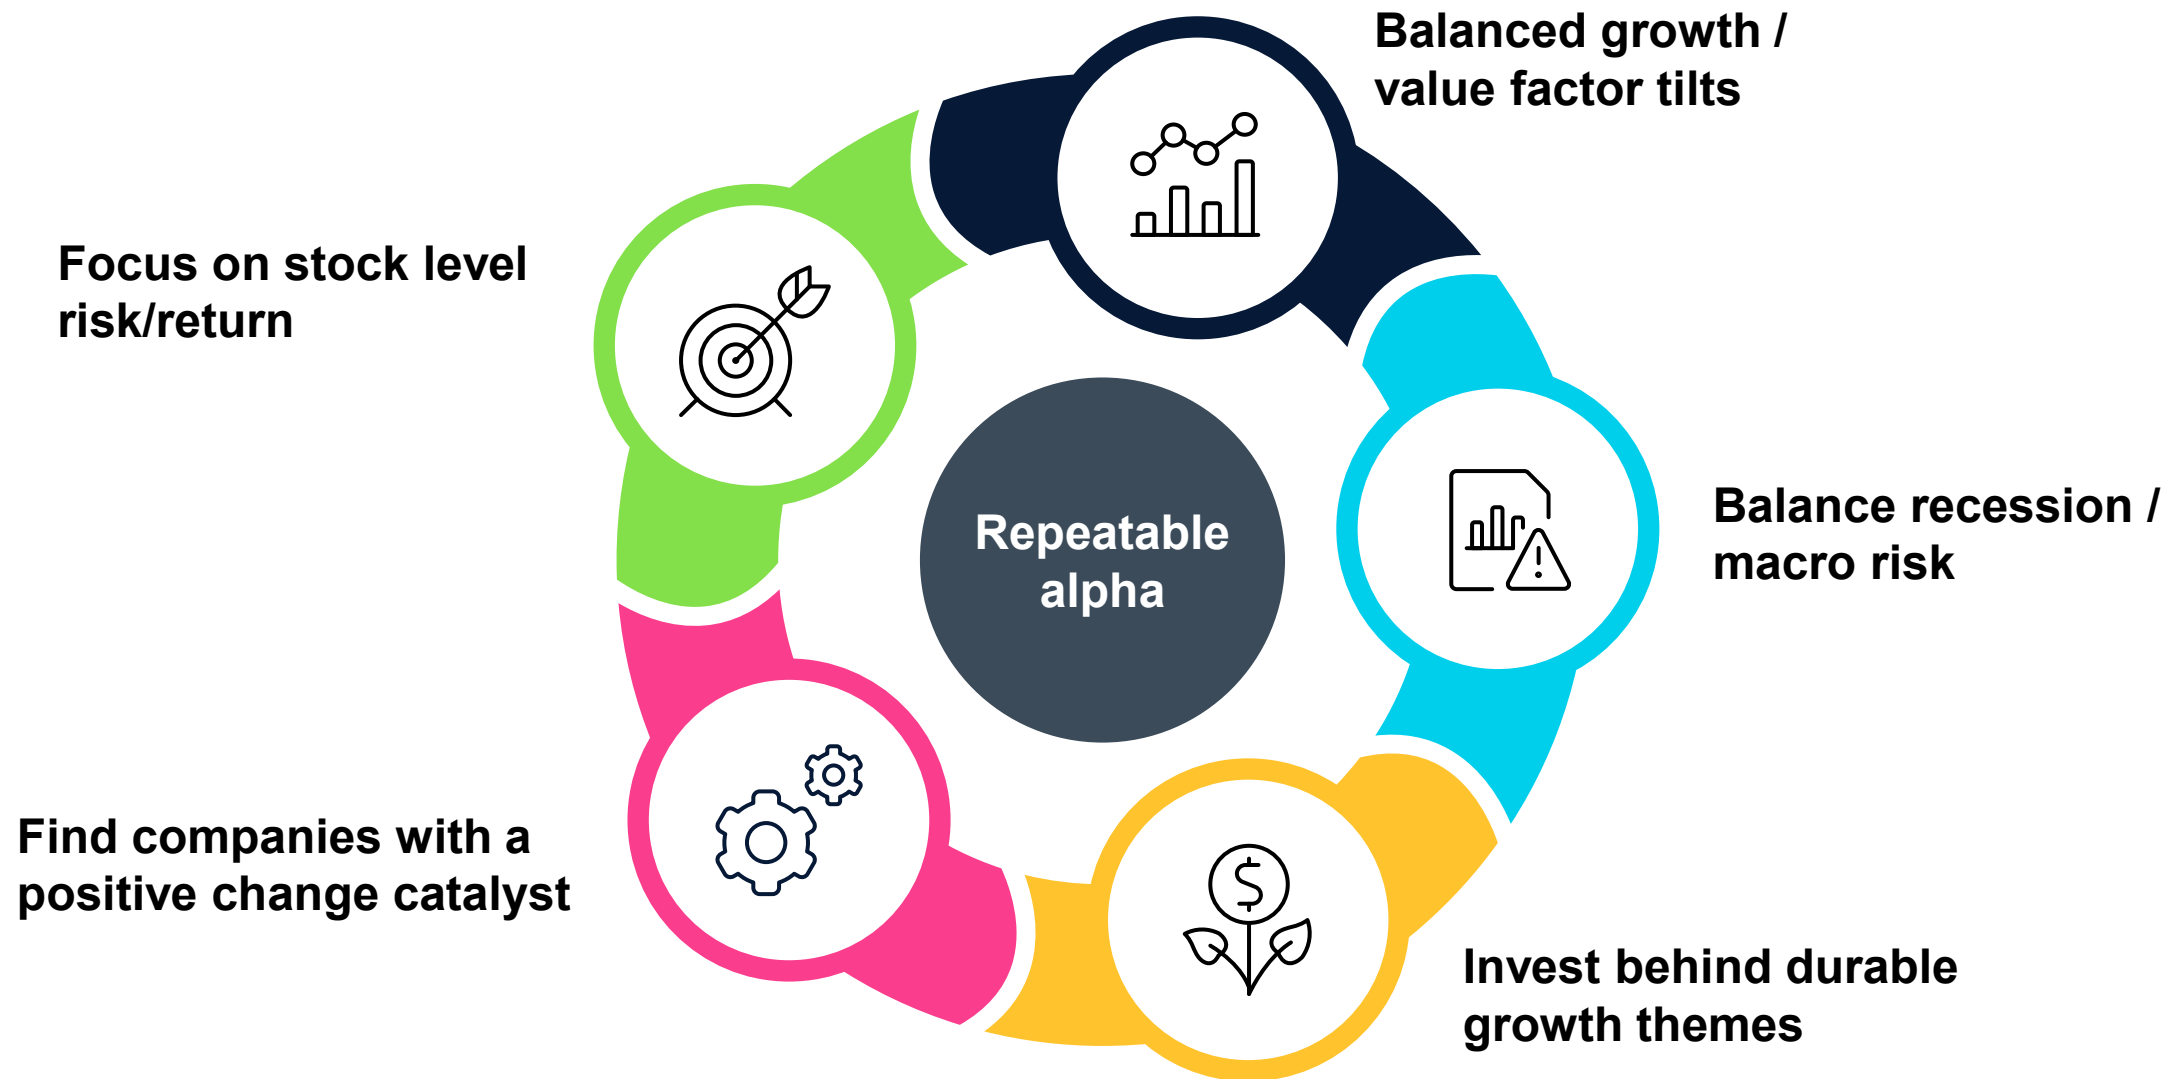 Balanced growth /
value factor tilts
Focus on stock level
risk/return
Balance recession /
macro risk
Repeatable
alpha
Find companies with a
positive change catalyst
$
Invest behind durable
growth themes